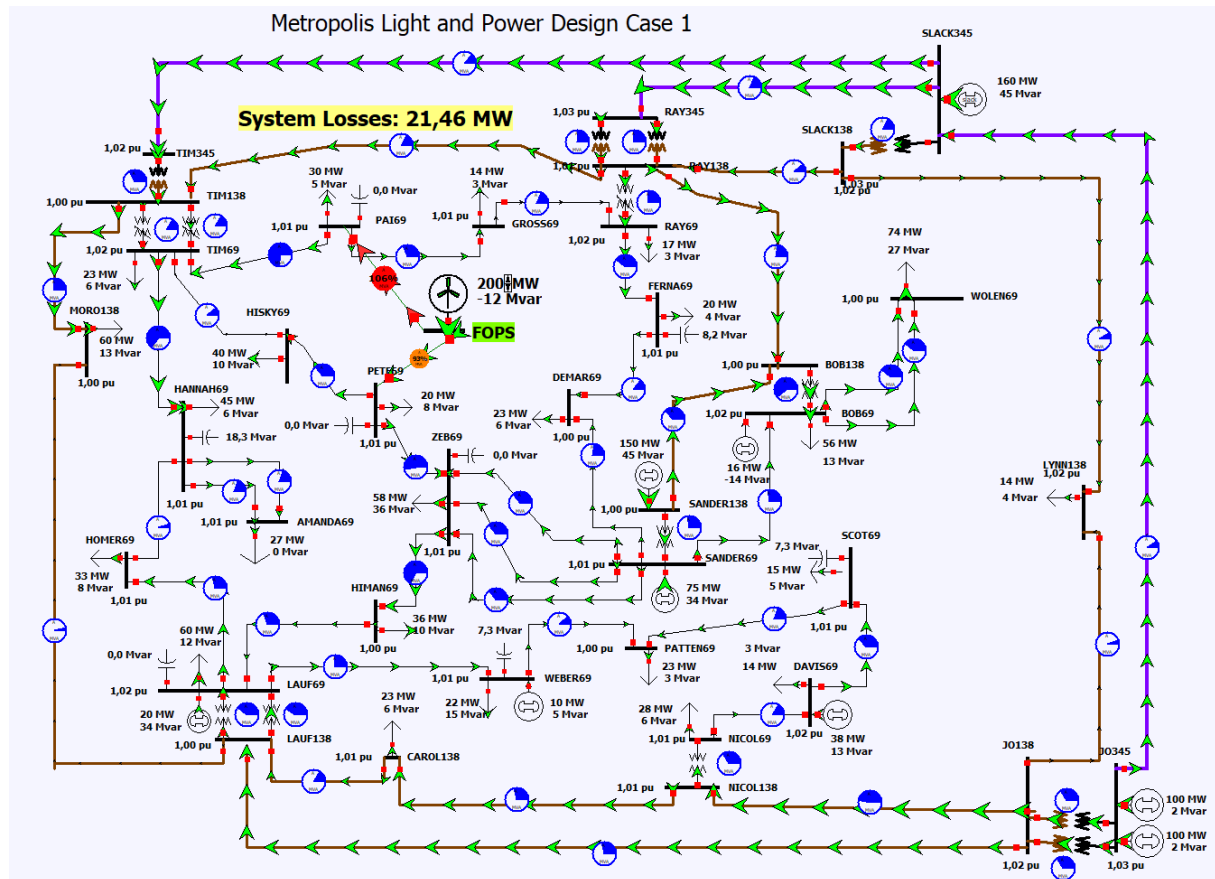 Metropolis Light and Power Design Case 1
SLACK345
160 MW
45 Mvar
slack
System Losses: 21,46 MW
1,03 pu
RAY345
SLACK138
1,02 pu
TIM345
RAY138
1,03 pu
1,02 pu
30 MW
5 Mvar
0,0 Mvar
14 MW
3 Mvar
1,00 pu
TIM138
PAI69
1,01 pu
1,01 pu
GROSS69
RAY69
1,02 pu
TIM69
1,02 pu
17 MW
3 Mvar
74 MW
27 Mvar
23 MW
6 Mvar
106%
-12 Mvar
FERNA69
20 MW
4 Mvar
8,2 Mvar
1,00 pu
WOLEN69
MORO138
HISKY69
FOPS
60 MW
13 Mvar
40 MW
10 Mvar
93%
1,01 pu
1,00 pu
PETE69
1,00 pu
BOB138
HANNAH69
45 MW
6 Mvar
20 MW
8 Mvar
DEMAR69
23 MW
6 Mvar
1,02 pu
BOB69
18,3 Mvar
0,0 Mvar
1,01 pu
ZEB69
0,0 Mvar
1,00 pu
150 MW
45 Mvar
16 MW
-14 Mvar
56 MW
13 Mvar
LYNN138
1,02 pu
14 MW
4 Mvar
1,01 pu
58 MW
36 Mvar
1,00 pu
SANDER138
1,01 pu
AMANDA69
27 MW
0 Mvar
HOMER69
SCOT69
7,3 Mvar
15 MW
5 Mvar
1,01 pu
1,01 pu
SANDER69
33 MW
8 Mvar
1,01 pu
HIMAN69
75 MW
34 Mvar
36 MW
10 Mvar
1,00 pu
1,01 pu
60 MW
12 Mvar
7,3 Mvar
1,00 pu
PATTEN69
3 Mvar
14 MW
DAVIS69
0,0 Mvar
23 MW
3 Mvar
1,02 pu
LAUF69
1,01 pu
WEBER69
23 MW
6 Mvar
22 MW
15 Mvar
10 MW
5 Mvar
28 MW
6 Mvar
20 MW
34 Mvar
1,02 pu
38 MW
13 Mvar
1,01 pu
NICOL69
1,00 pu
LAUF138
1,01 pu
CAROL138
JO138
JO345
1,01 pu
NICOL138
100 MW
2 Mvar
100 MW
2 Mvar
1,02 pu
1,03 pu